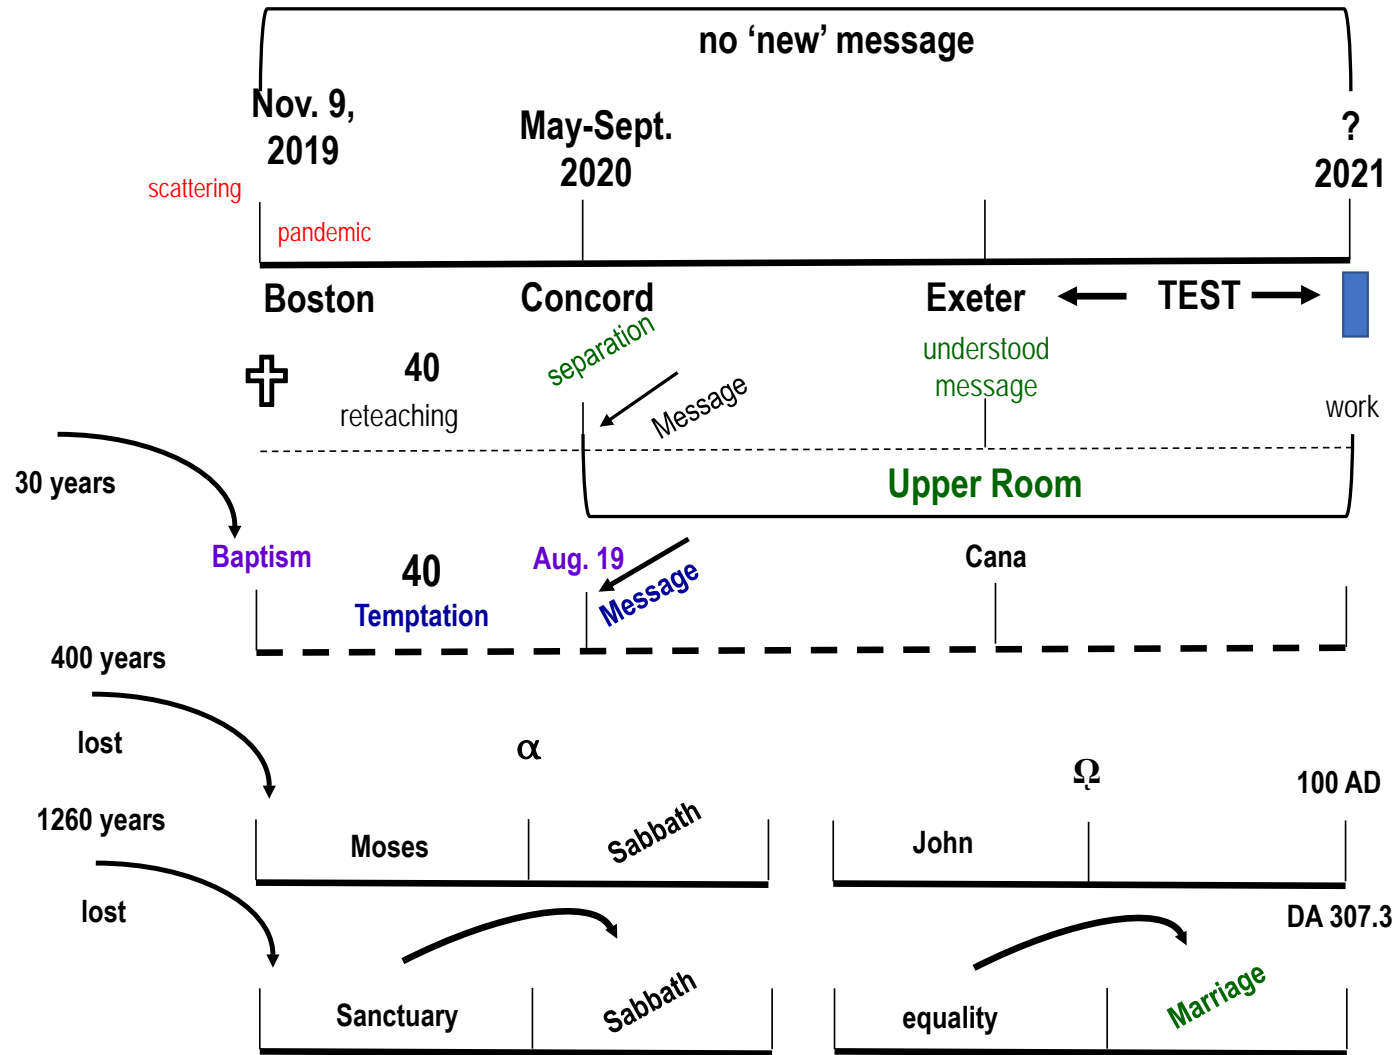 no ‘new’ message
Nov. 9,
2019
May-Sept.
2020
?
2021
scattering
pandemic
Boston
Concord
Exeter
TEST
separation
understood
message
40
reteaching
Message
work
30 years
Upper Room
Baptism
40
Temptation
Aug. 19
Message
Cana
400 years
lost
α
Ω
100 AD
1260 years
Moses
Sabbath
John
lost
DA 307.3
Sanctuary
Sabbath
equality
Marriage